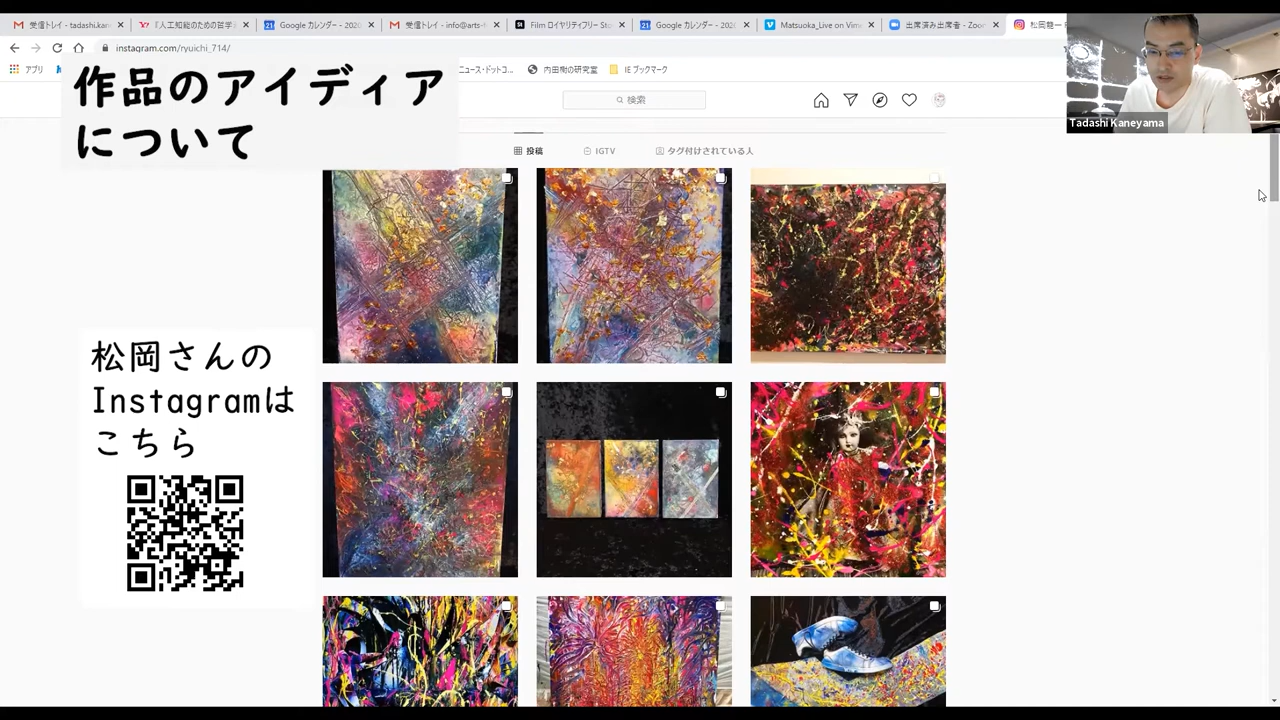 受信トレイ - tadashi.kan
「人工知能のための哲学
Google カレンダー - 2020
受信トレイ - info@arts-
Film ロイヤリティフリー St
Google カレンダー - 202
Matsuoka_Live on Vim
出席済み出席者 - Zoo
松岡龍一
instagram.com/ryuichi_714/
アプリ
ュース・ドットコ...
内田樹の研究室
IE ブックマーク
作品のアイディア
について
検索
Tadashi Kaneyama
投稿
IGTV
タグ付けされている人
松岡さんの
Instagramは
こちら